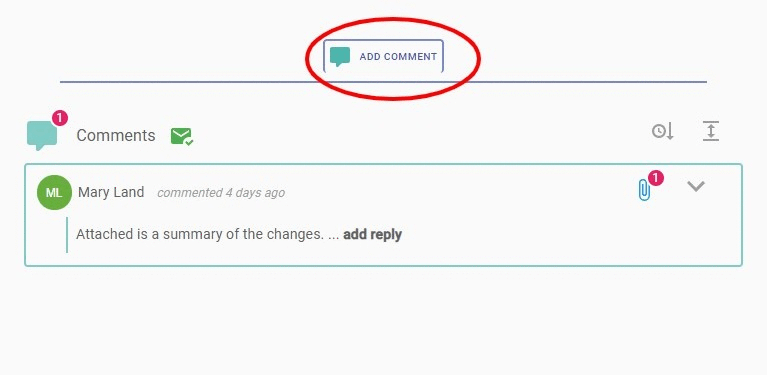 ADD COMMENT
1
Comments
ML Mary Land commented 4 days ago 1
Attached is a summary of the changes. ... add reply